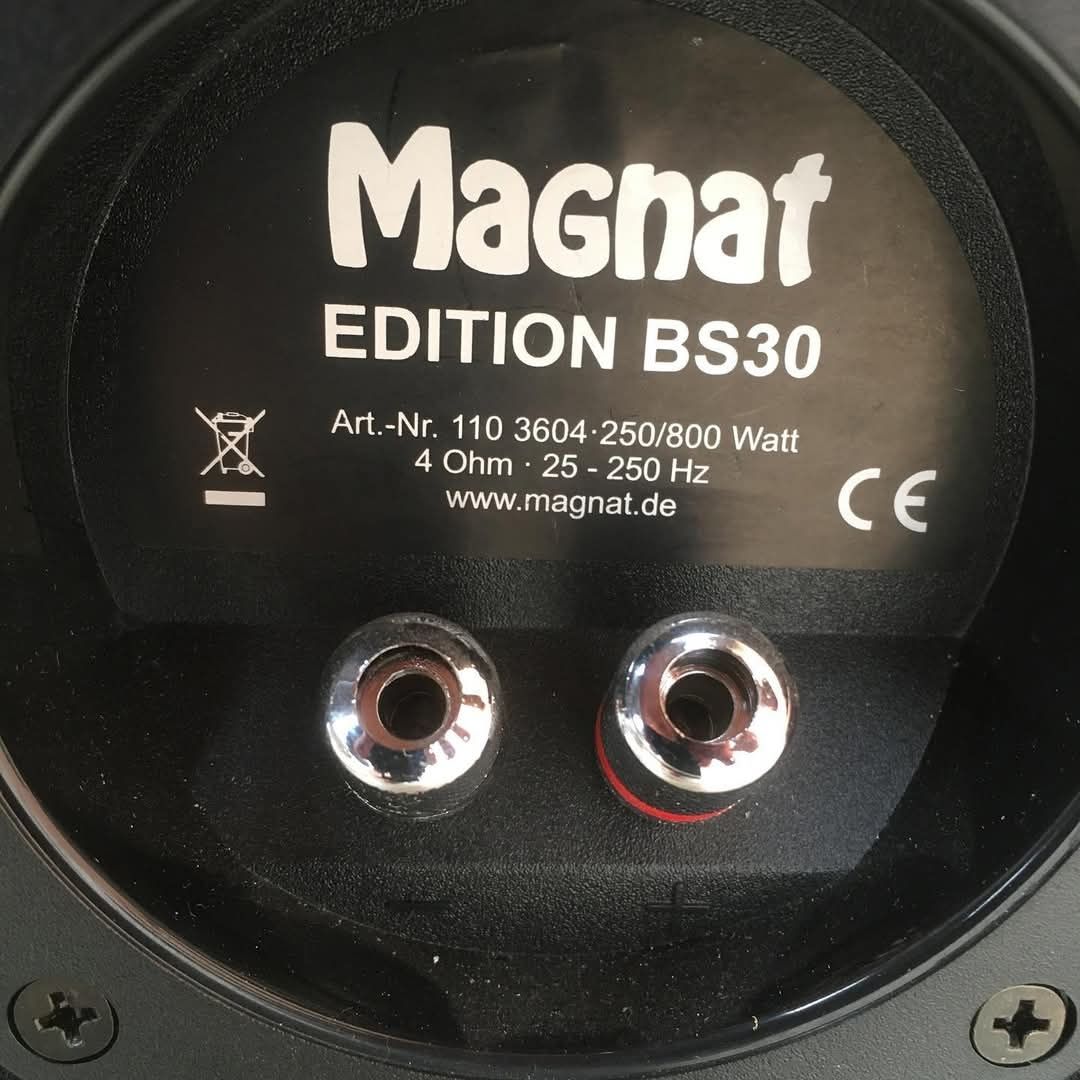 Magnat
EDITION BS30
Art.-Nr. 110 3604·250/800 Watt
4 Ohm · 25 - 250 Hz
www.magnat.de
CE
− +